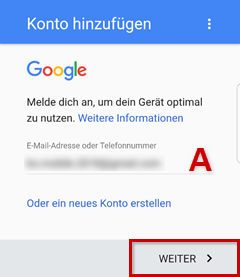 Konto hinzufügen
Google
Melde dich an, um dein Gerät optimal
zu nutzen. Weitere Informationen
E-Mail-Adresse oder Telefonnummer
A
Oder ein neues Konto erstellen
WEITER